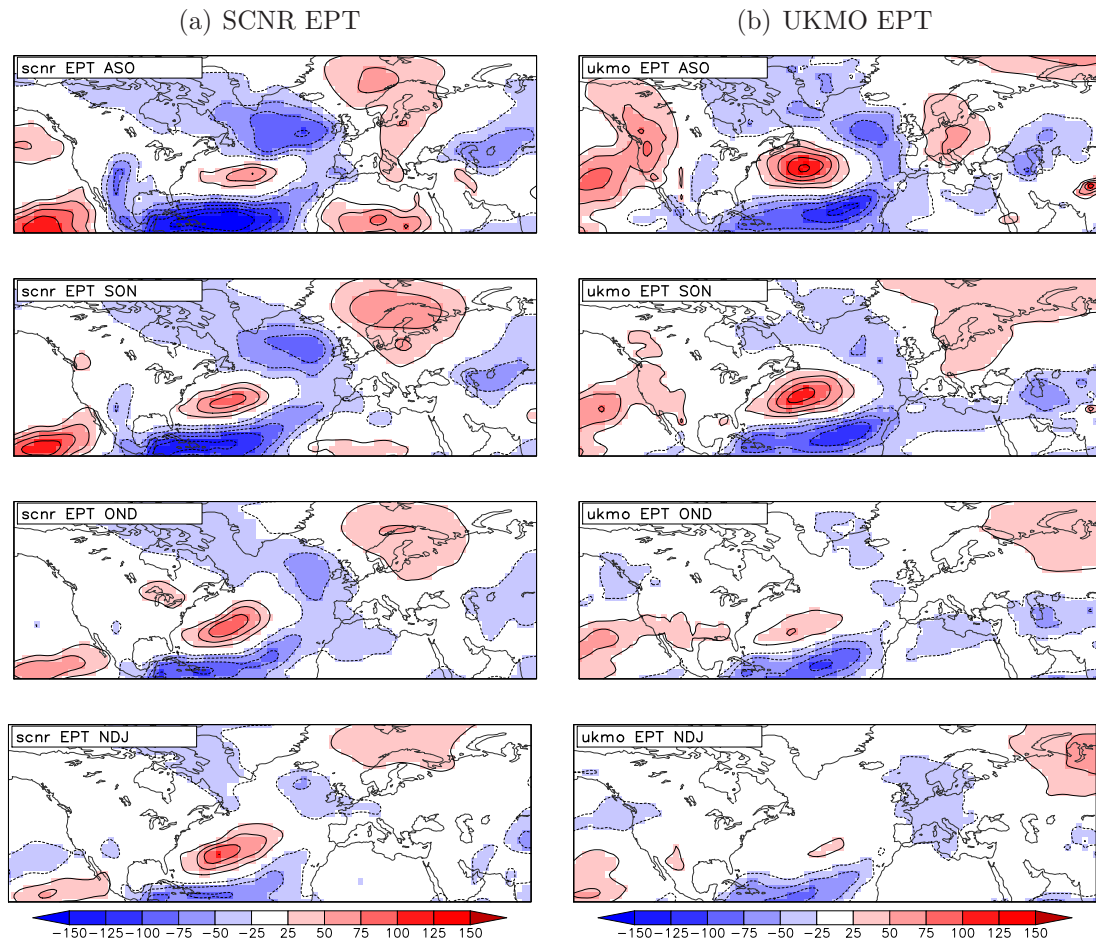 (a) SCNR EPT
(b) UKMO EPT
scnr EPT ASO
ukmo EPT ASO
scnr EPT SON
ukmo EPT SON
scnr EPT OND
ukmo EPT OND
scnr EPT NDJ
ukmo EPT NDJ
−150 −125 −100 −75 −50 −25 25 50 75 100 125 150
−150 −125 −100 −75 −50 −25 25 50 75 100 125 150